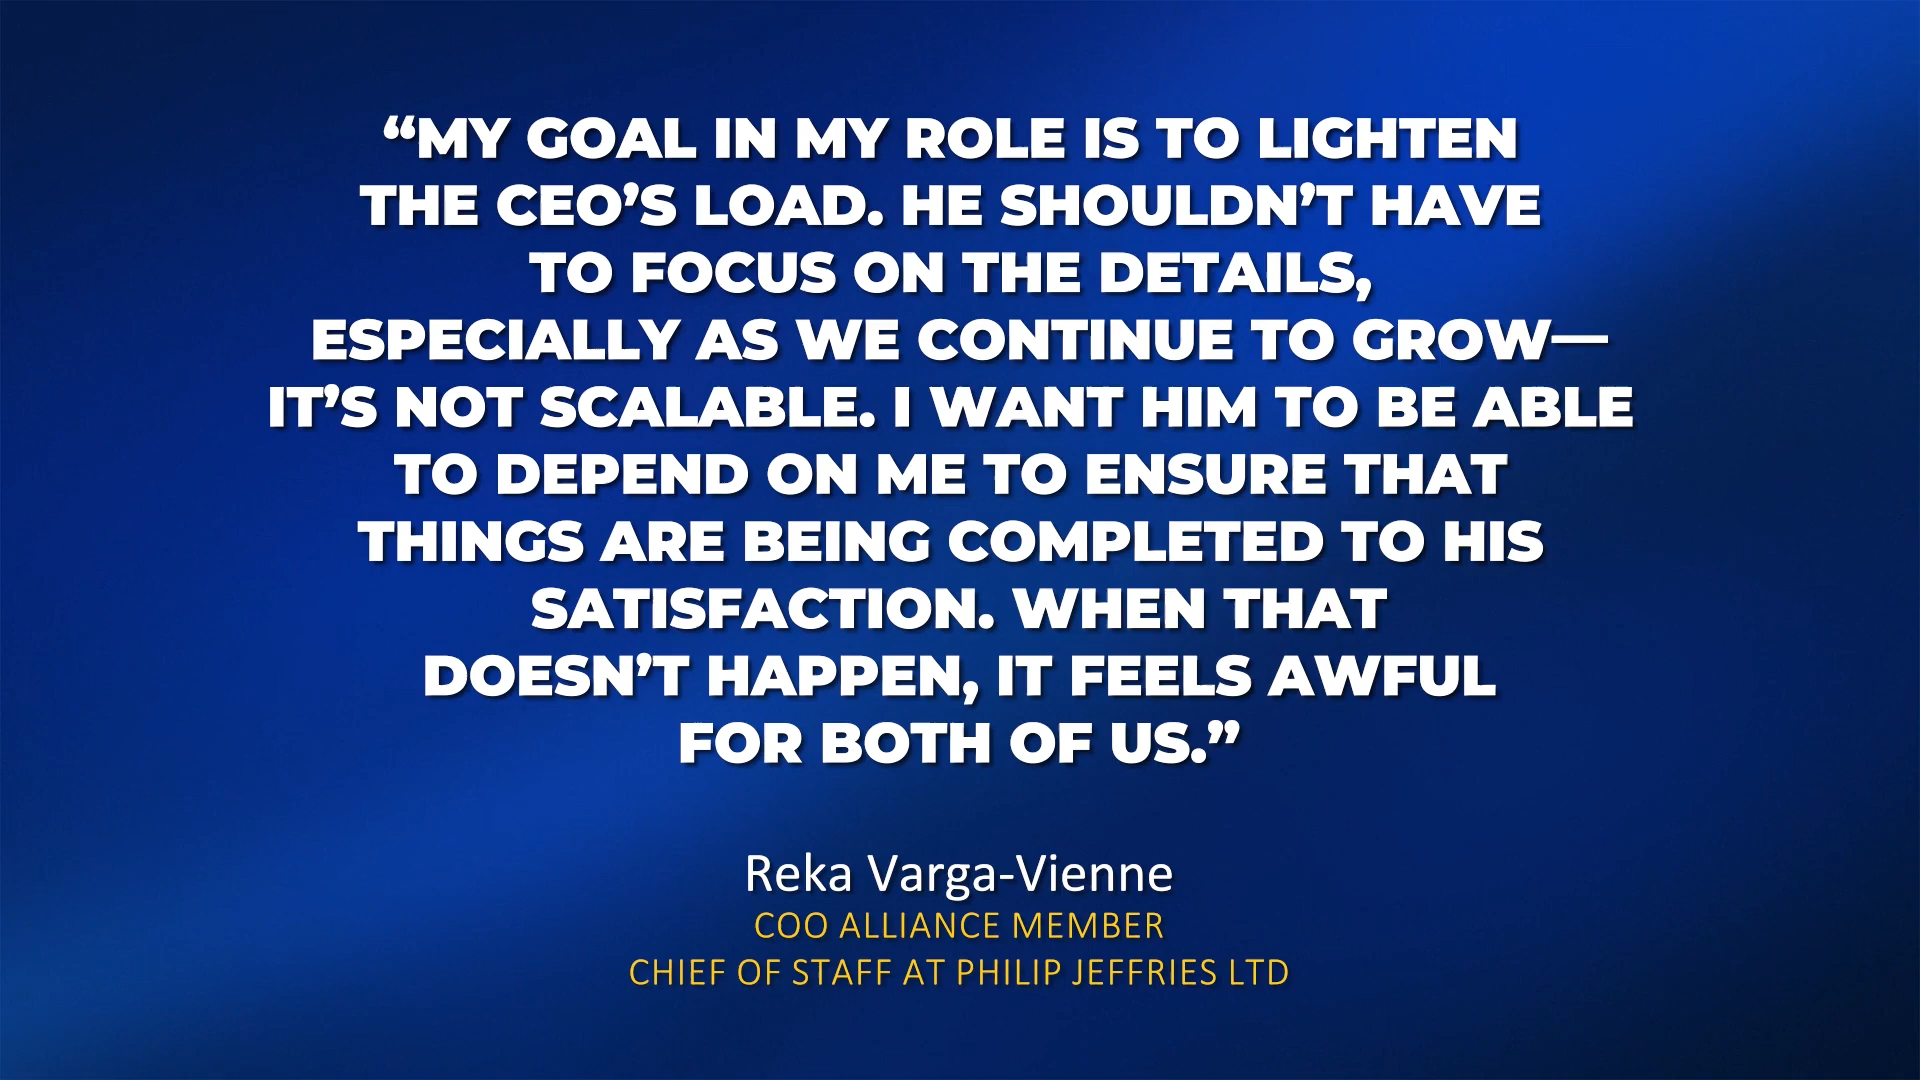 “MY GOAL IN MY ROLE IS TO LIGHTEN
THE CEO’S LOAD. HE SHOULDN’T HAVE
TO FOCUS ON THE DETAILS,
ESPECIALLY AS WE CONTINUE TO GROW—
IT’S NOT SCALABLE. I WANT HIM TO BE ABLE
TO DEPEND ON ME TO ENSURE THAT
THINGS ARE BEING COMPLETED TO HIS
SATISFACTION. WHEN THAT
DOESN’T HAPPEN, IT FEELS AWFUL
FOR BOTH OF US.”
Reka Varga-Vienne
COO ALLIANCE MEMBER
CHIEF OF STAFF AT PHILIP JEFFRIES LTD